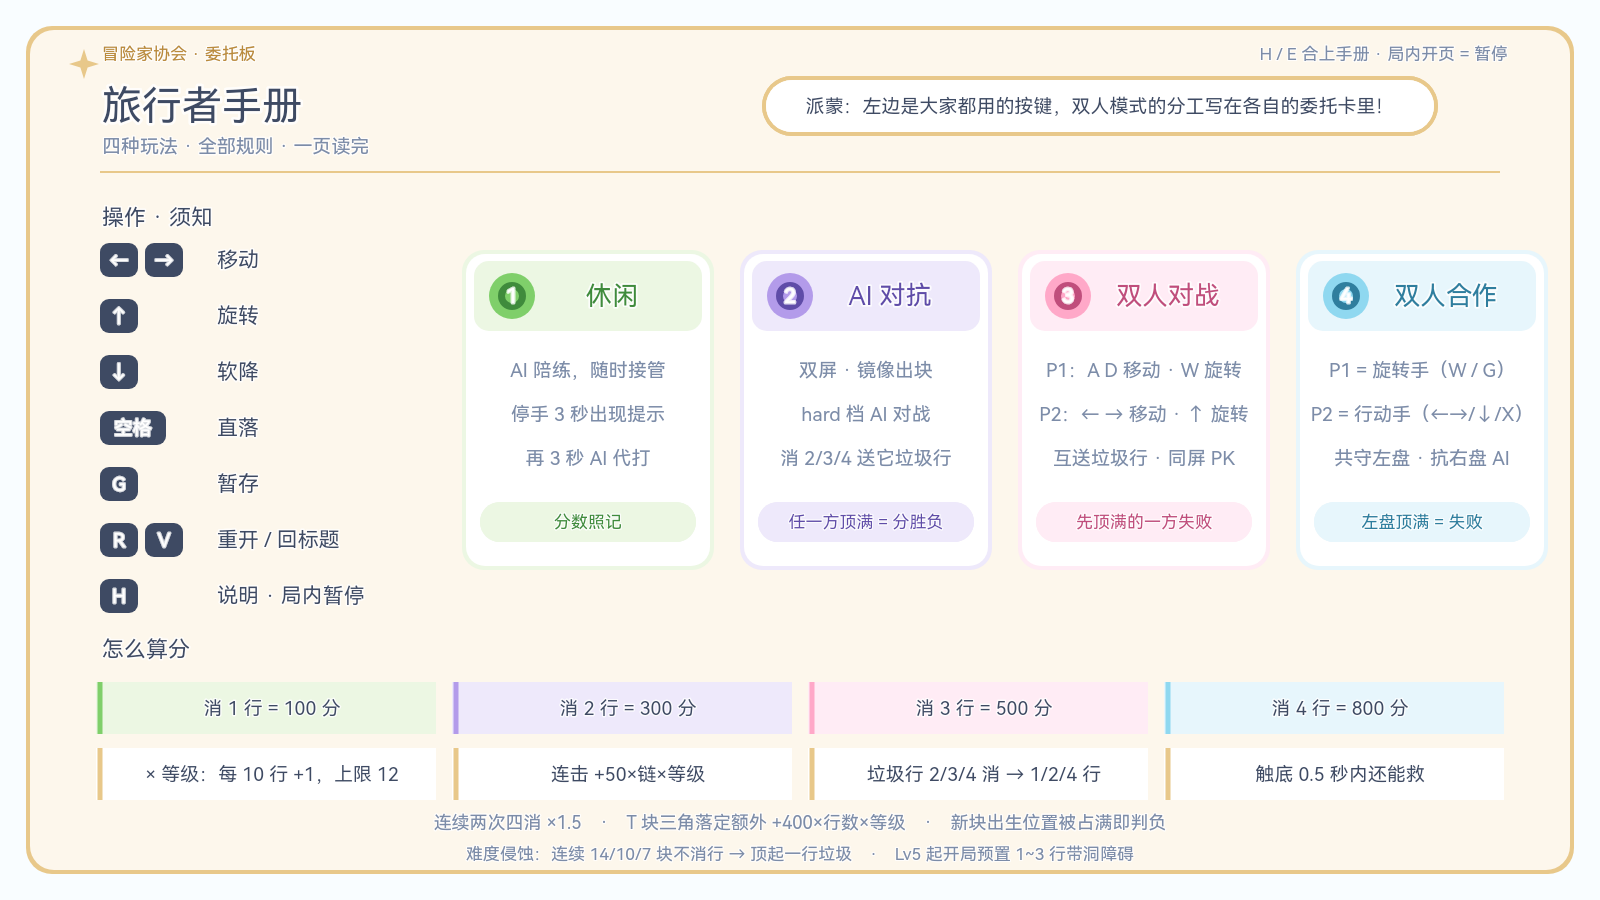 冒险家协会 · 委托板
H / E 合上手册 · 局内开页 = 暂停
旅行者手册
派蒙：左边是大家都用的按键，双人模式的分工写在各自的委托卡里！
四种玩法 · 全部规则 · 一页读完
操作 · 须知
← → 移动
↑ 旋转
↓ 软降
空格 直落
G 暂存
R V 重开 / 回标题
H 说明 · 局内暂停
1 休闲
AI 陪练，随时接管
停手 3 秒出现提示
再 3 秒 AI 代打
分数照记
2 AI 对抗
双屏 · 镜像出块
hard 档 AI 对战
消 2/3/4 送它垃圾行
任一方顶满 = 分胜负
3 双人对战
P1：A D 移动 · W 旋转
P2：← → 移动 · ↑ 旋转
互送垃圾行 · 同屏 PK
先顶满的一方失败
4 双人合作
P1 = 旋转手（W / G）
P2 = 行动手（←→/↓/X）
共守左盘 · 抗右盘 AI
左盘顶满 = 失败
怎么算分
消 1 行 = 100 分
消 2 行 = 300 分
消 3 行 = 500 分
消 4 行 = 800 分
× 等级：每 10 行 +1，上限 12
连击 +50×链×等级
垃圾行 2/3/4 消 → 1/2/4 行
触底 0.5 秒内还能救
连续两次四消 ×1.5 · T 块三角落定额外 +400×行数×等级 · 新块出生位置被占满即判负
难度侵蚀：连续 14/10/7 块不消行 → 顶起一行垃圾 · Lv5 起开局预置 1~3 行带洞障碍